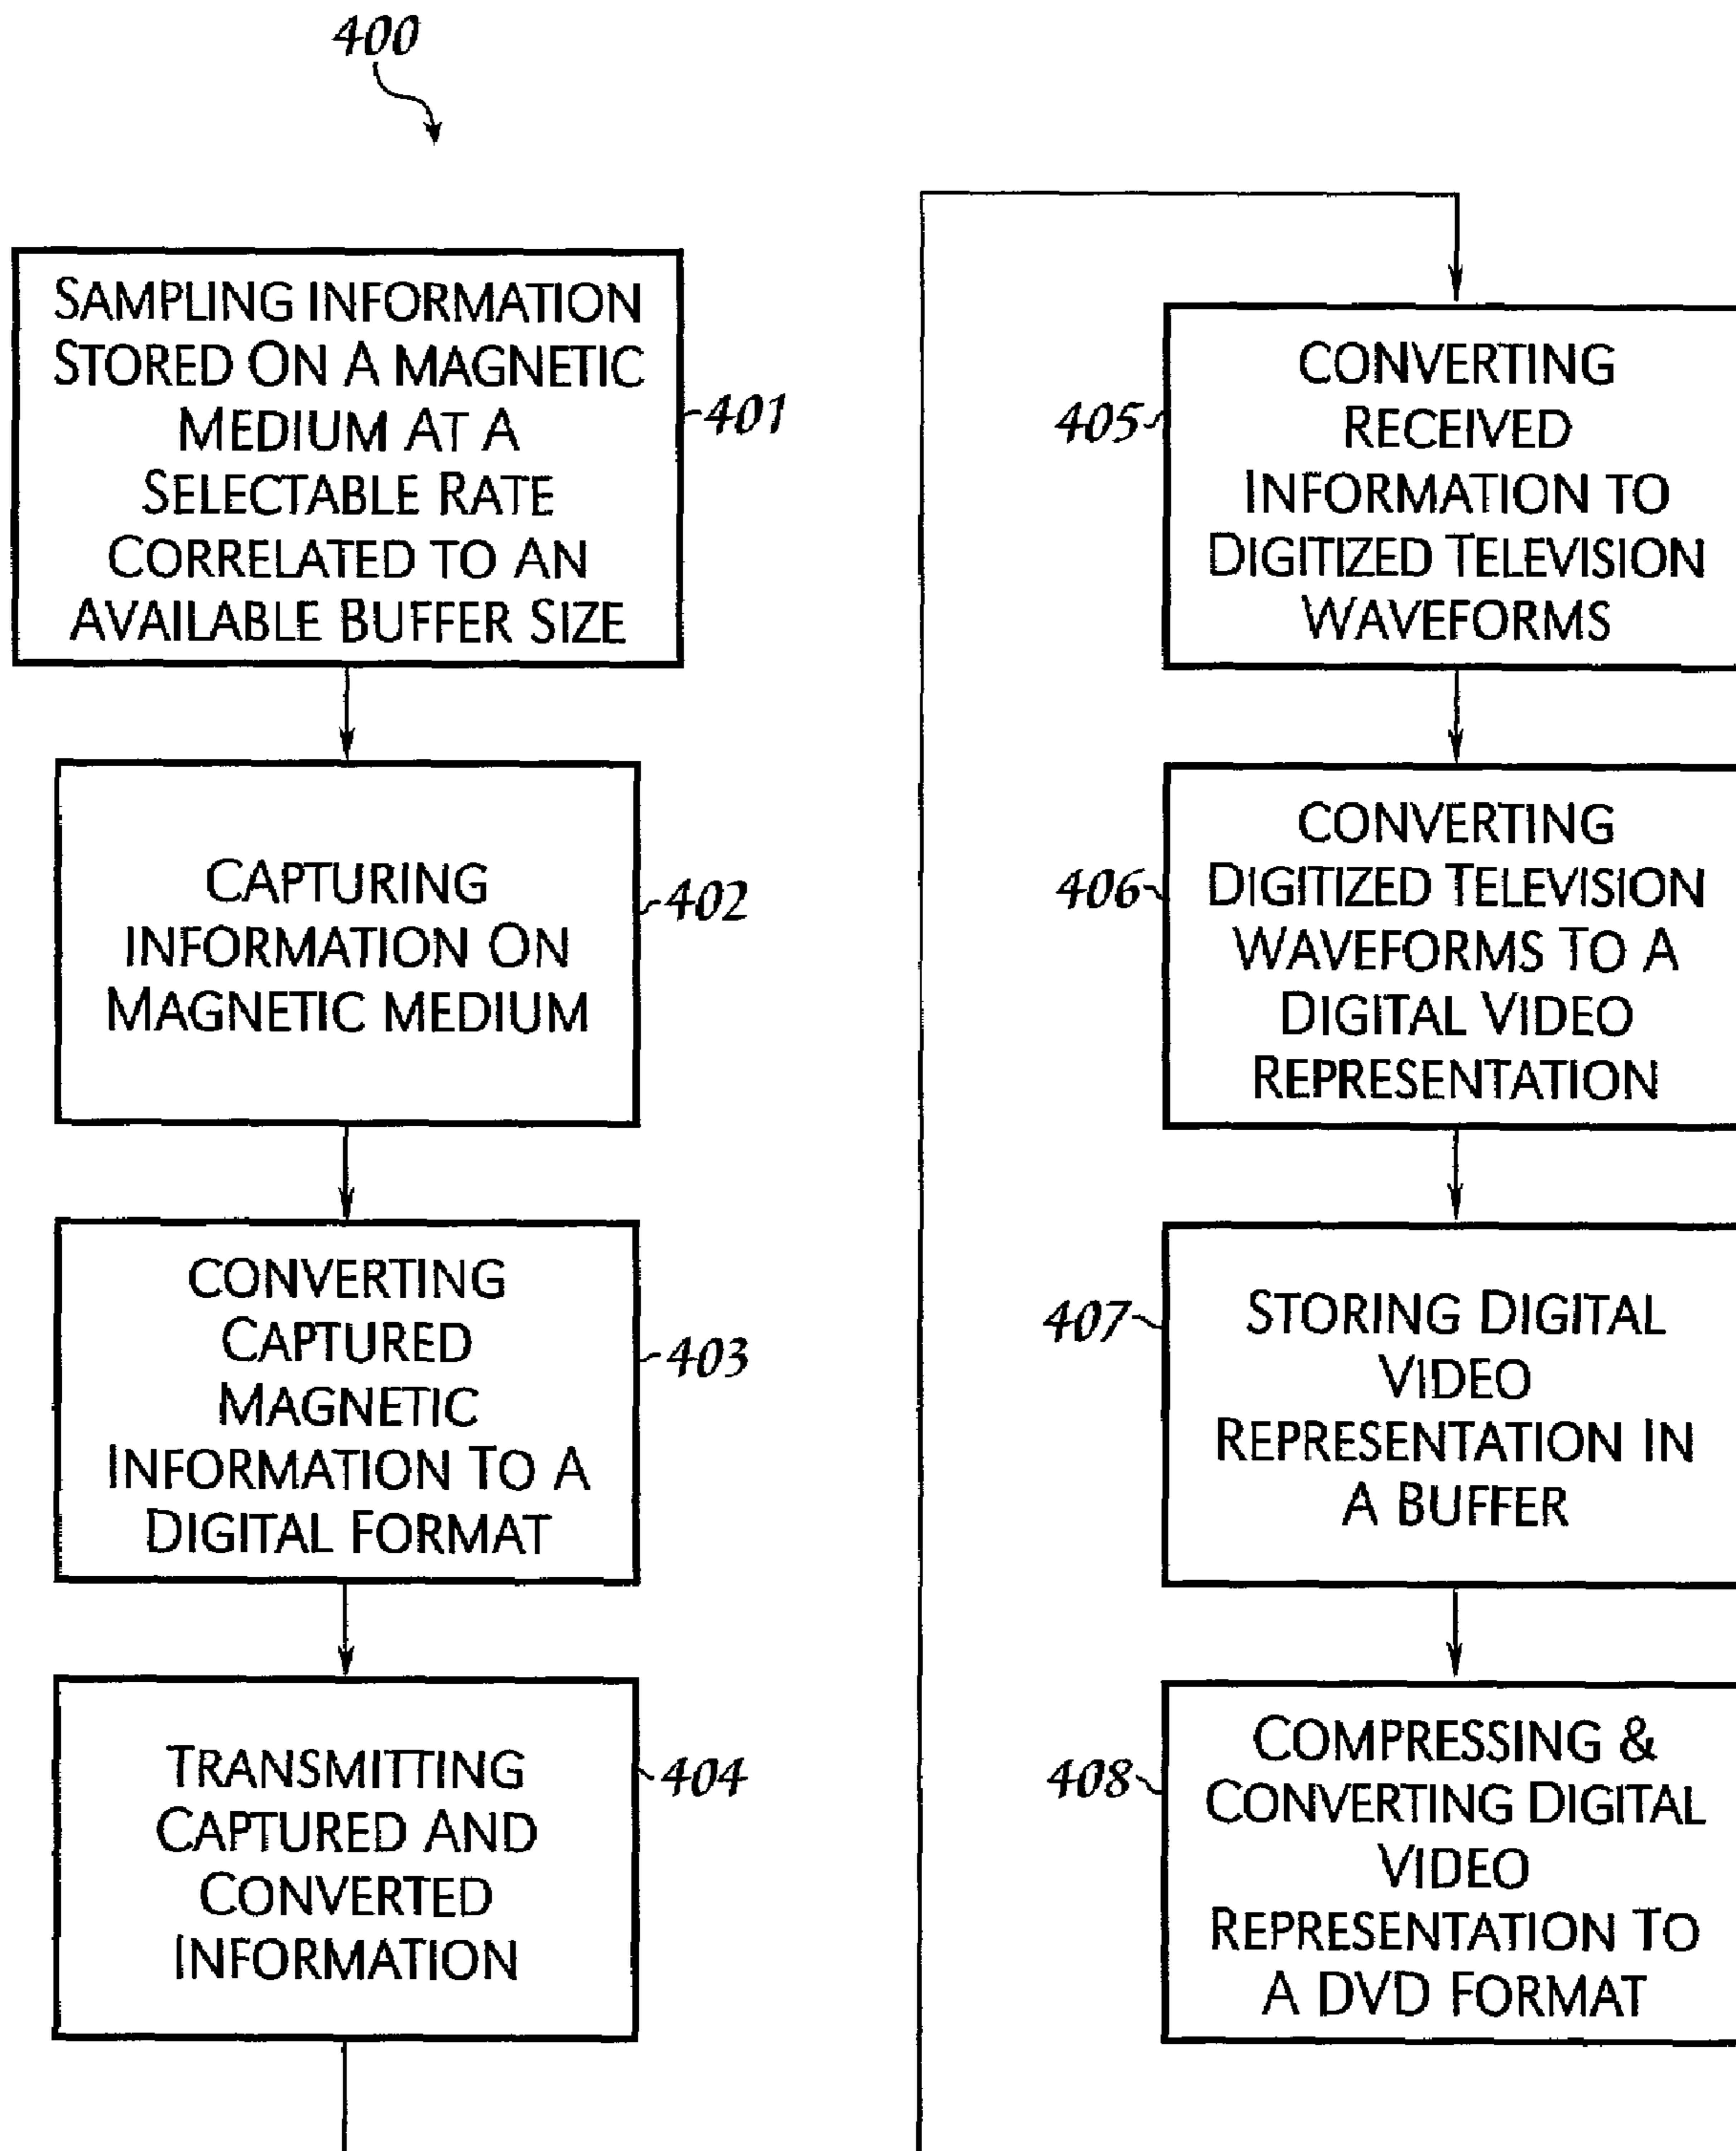 400
SAMPLING INFORMATION
STORED ON A MAGNETIC
MEDIUM AT A
SELECTABLE RATE
CORRELATED TO AN
AVAILABLE BUFFER SIZE
401
CAPTURING
INFORMATION ON
MAGNETIC MEDIUM
402
CONVERTING
CAPTURED
MAGNETIC
INFORMATION TO A
DIGITAL FORMAT
403
TRANSMITTING
CAPTURED AND
CONVERTED
INFORMATION
404
405
CONVERTING
RECEIVED
INFORMATION TO
DIGITIZED TELEVISION
WAVEFORMS
406
CONVERTING
DIGITIZED TELEVISION
WAVEFORMS TO A
DIGITAL VIDEO
REPRESENTATION
407
STORING DIGITAL
VIDEO
REPRESENTATION IN
A BUFFER
408
COMPRESSING &
CONVERTING DIGITAL
VIDEO
REPRESENTATION TO
A DVD FORMAT